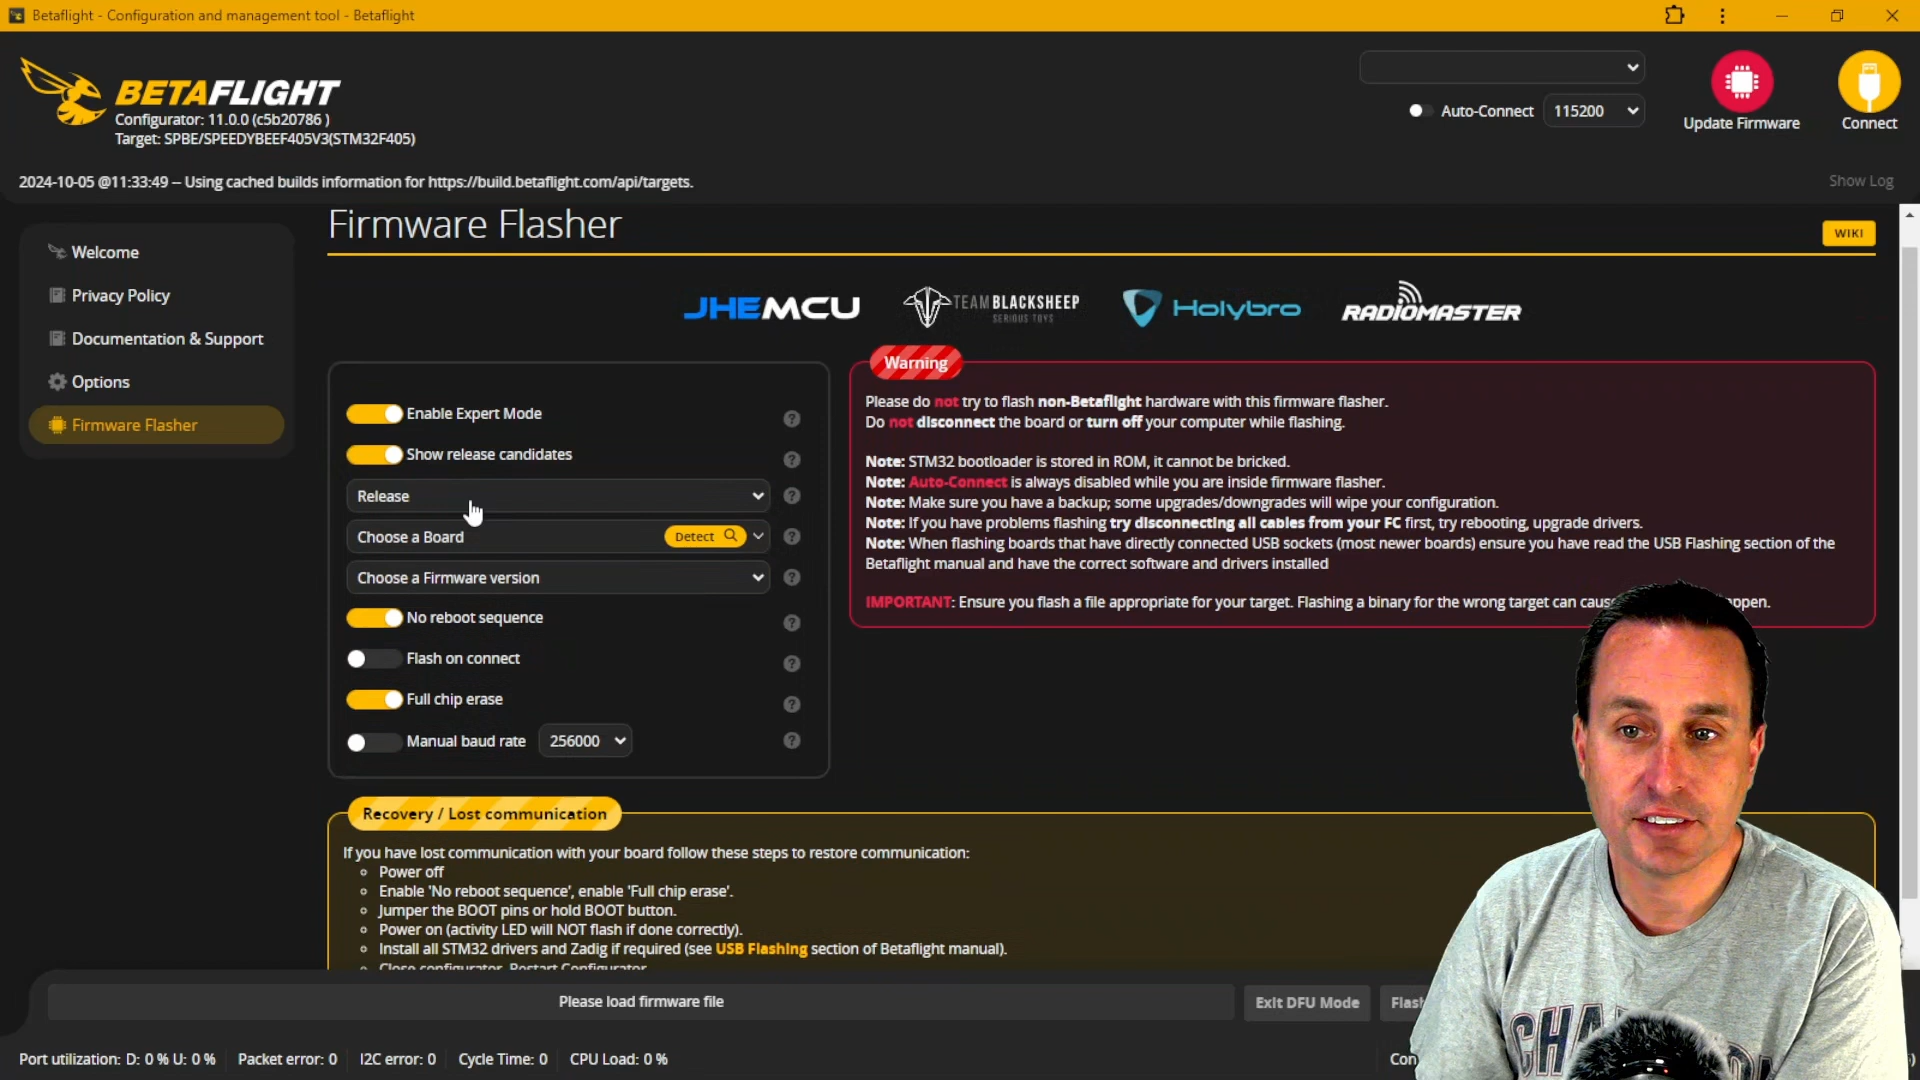 Betaflight - Configuration and management tool - Betaflight
BETAFLIGHT
Configurator: 11.0.0 (c5b20786 )
Target: SPBE/SPEEDYBEEF405V3(STM32F405)
Auto-Connect
115200
Update Firmware
Connect
2024-10-05 @11:33:49 -- Using cached builds information for https://build.betaflight.com/api/targets.
Show Log
Welcome
Privacy Policy
Documentation & Support
Options
Firmware Flasher
Firmware Flasher
WIKI
JHEMCU
TEAM BLACKSHEEP
SERIOUS TOYS
Holybro
RADIOMASTER
Enable Expert Mode
Show release candidates
Release
Choose a Board
Detect
Choose a Firmware version
No reboot sequence
Flash on connect
Full chip erase
Manual baud rate
256000
Warning
Please do not try to flash non-Betaflight hardware with this firmware flasher.
Do not disconnect the board or turn off your computer while flashing.
Note: STM32 bootloader is stored in ROM, it cannot be bricked.
Note: Auto-Connect is always disabled while you are inside firmware flasher.
Note: Make sure you have a backup; some upgrades/downgrades will wipe your configuration.
Note: If you have problems flashing try disconnecting all cables from your FC first, try rebooting, upgrade drivers.
Note: When flashing boards that have directly connected USB sockets (most newer boards) ensure you have read the USB Flashing section of the
Betaflight manual and have the correct software and drivers installed
IMPORTANT: Ensure you flash a file appropriate for your target. Flashing a binary for the wrong target can
Recovery / Lost communication
If you have lost communication with your board follow these steps to restore communication:
Power off
Enable 'No reboot sequence', enable 'Full chip erase'.
Jumper the BOOT pins or hold BOOT button.
Power on (activity LED will NOT flash if done correctly).
Install all STM32 drivers and Zadig if required (see USB Flashing section of Betaflight manual).
Close configurator, Restart Configurator
Please load firmware file
Exit DFU Mode
Port utilization: D: 0 % U: 0 %
Packet error: 0
I2C error: 0
Cycle Time: 0
CPU Load: 0 %